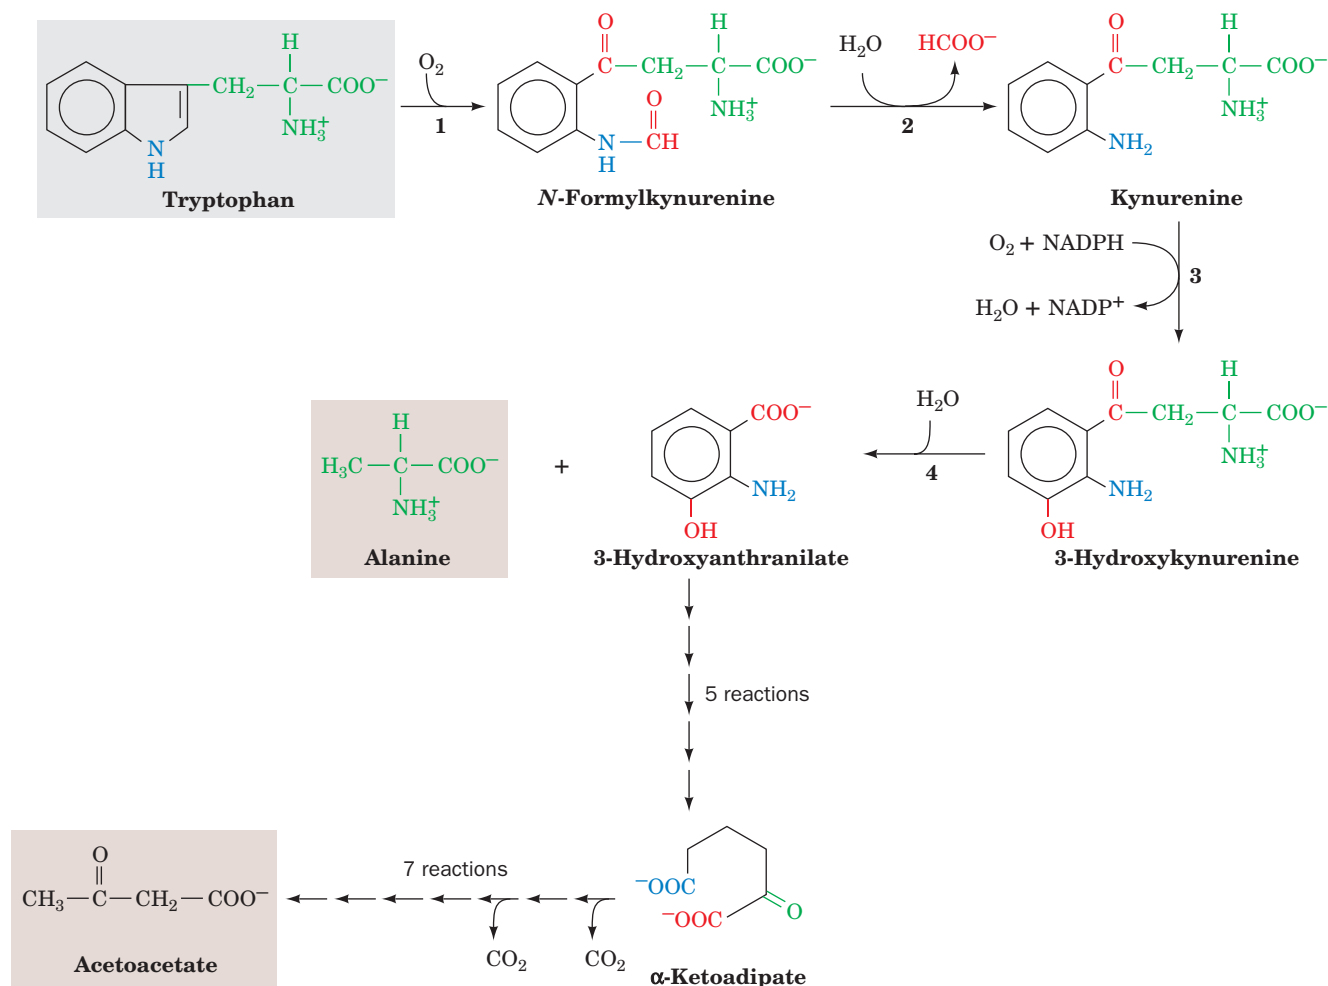 O
H
H
CH₂—C—COO⁻
NH₃⁺
N
H
Tryptophan
O₂
1
O
H
C—CH₂—C—COO⁻
NH₃⁺
O
N—CH
H
N-Formylkynurenine
H₂O
HCOO⁻
2
O
H
C—CH₂—C—COO⁻
NH₃⁺
NH₂
Kynurenine
O₂ + NADPH
3
H₂O + NADP⁺
H
H₃C—C—COO⁻
NH₃⁺
Alanine
+
COO⁻
NH₂
OH
3-Hydroxyanthranilate
H₂O
4
O
H
C—CH₂—C—COO⁻
NH₃⁺
NH₂
OH
3-Hydroxykynurenine
5 reactions
O
CH₃—C—CH₂—COO⁻
Acetoacetate
7 reactions
CO₂
CO₂
⁻OOC
⁻OOC
O
α-Ketoadipate